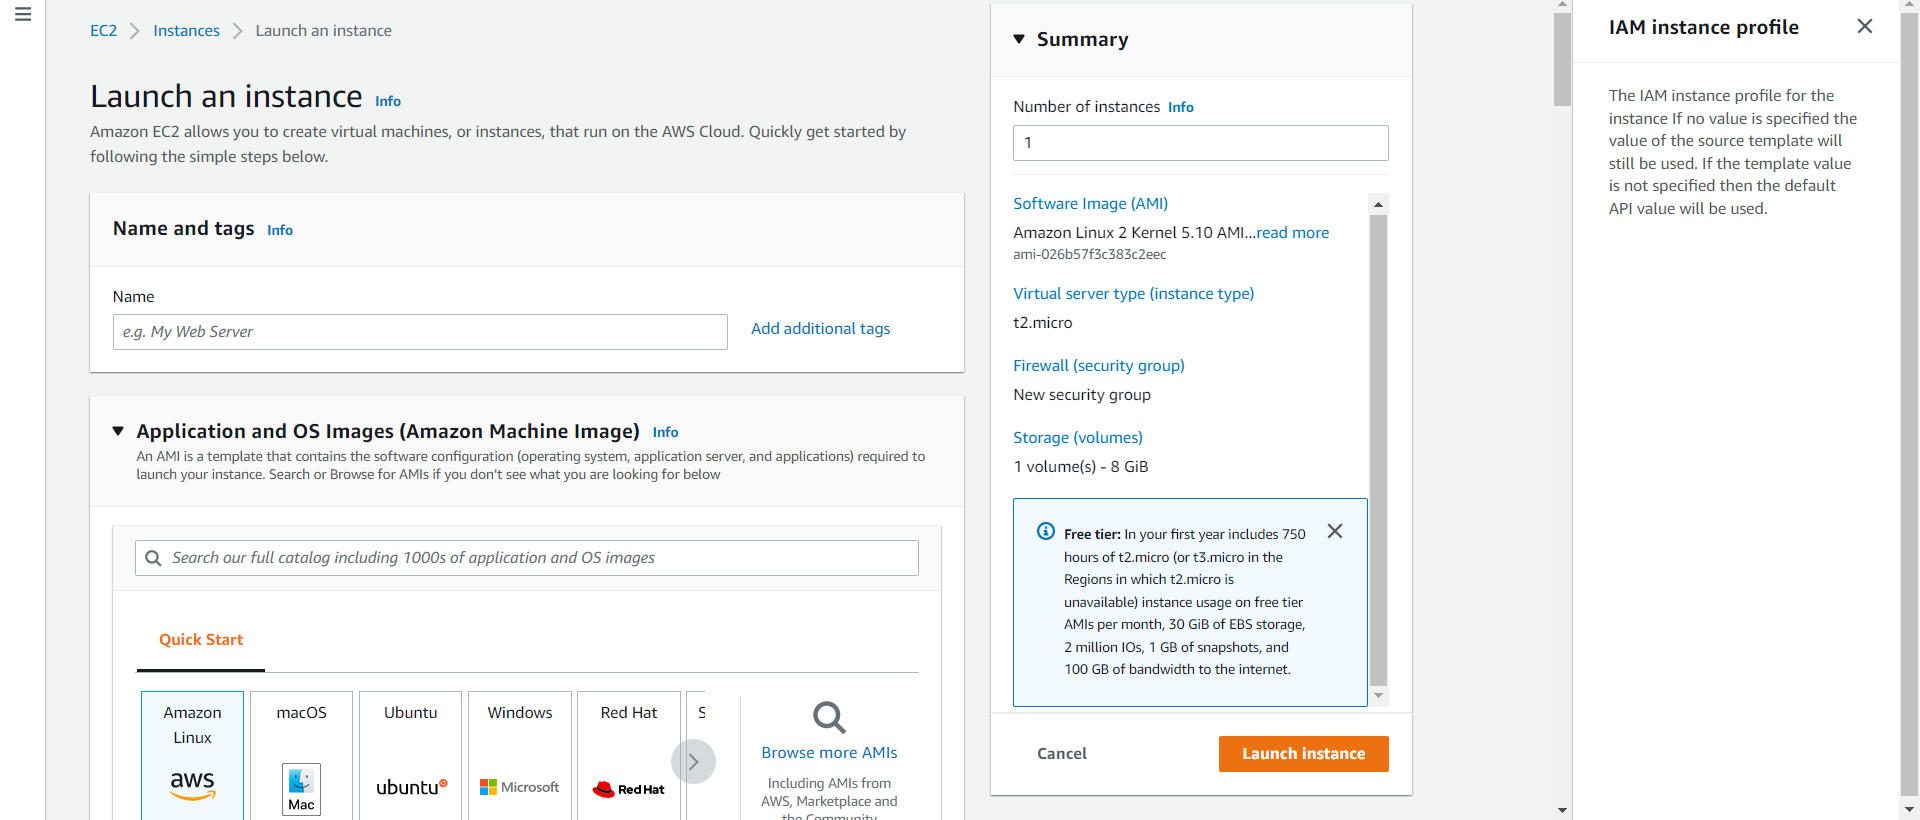 EC2 Instances Launch an instance
Launch an instance Info
Amazon EC2 allows you to create virtual machines, or instances, that run on the AWS Cloud. Quickly get started by
following the simple steps below.
Name and tags Info
Name
e.g. My Web Server
Add additional tags
Application and OS Images (Amazon Machine Image) Info
An AMI is a template that contains the software configuration (operating system, application server, and applications) required to
launch your instance. Search or Browse for AMIs if you don't see what you are looking for below
Search our full catalog including 1000s of application and OS images
Quick Start
Amazon
Linux
aws
macOS
Mac
Ubuntu
ubuntu
Windows
Microsoft
Red Hat
Red Hat
S
Browse more AMIs
Including AMIs from
AWS, Marketplace and
the Community
Summary
Number of instances Info
1
Software Image (AMI)
Amazon Linux 2 Kernel 5.10 AMI...read more
ami-026b57f3c383c2eec
Virtual server type (instance type)
t2.micro
Firewall (security group)
New security group
Storage (volumes)
1 volume(s) - 8 GiB
Free tier: In your first year includes 750
hours of t2.micro (or t3.micro in the
Regions in which t2.micro is
unavailable) instance usage on free tier
AMIs per month, 30 GiB of EBS storage,
2 million IOs, 1 GB of snapshots, and
100 GB of bandwidth to the internet.
Cancel
Launch instance
IAM instance profile
The IAM instance profile for the
instance If no value is specified the
value of the source template will
still be used. If the template value
is not specified then the default
API value will be used.